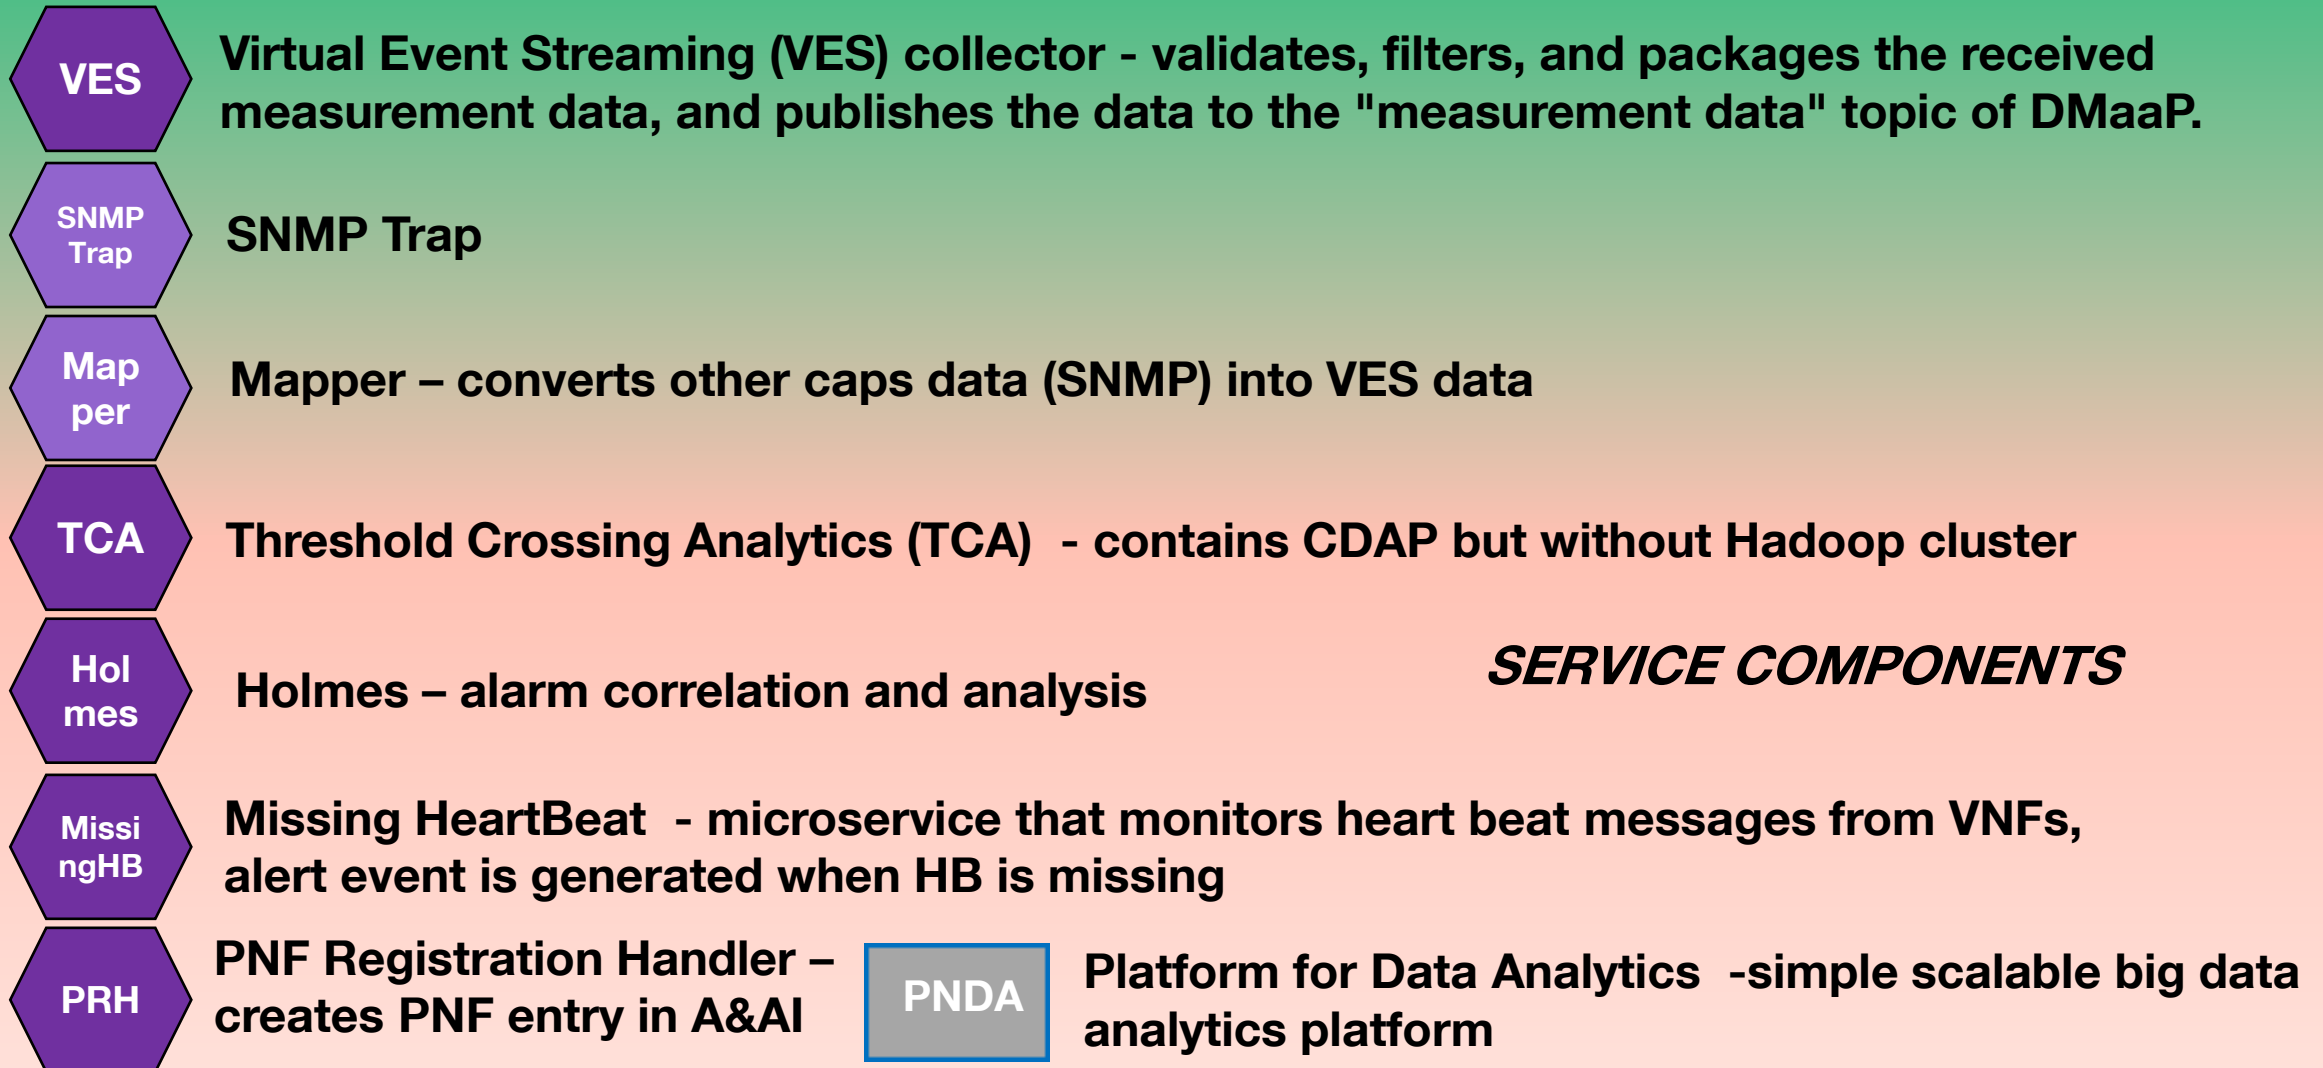 VES
Virtual Event Streaming (VES) collector - validates, filters, and packages the received
measurement data, and publishes the data to the "measurement data" topic of DMaaP.
SNMP
Trap
SNMP Trap
Map
per
Mapper – converts other caps data (SNMP) into VES data
TCA
Threshold Crossing Analytics (TCA)  - contains CDAP but without Hadoop cluster
Hol
mes
Holmes – alarm correlation and analysis
SERVICE COMPONENTS
Missi
ngHB
Missing HeartBeat  - microservice that monitors heart beat messages from VNFs,
alert event is generated when HB is missing
PRH
PNF Registration Handler –
creates PNF entry in A&AI
PNDA
Platform for Data Analytics  -simple scalable big data
analytics platform